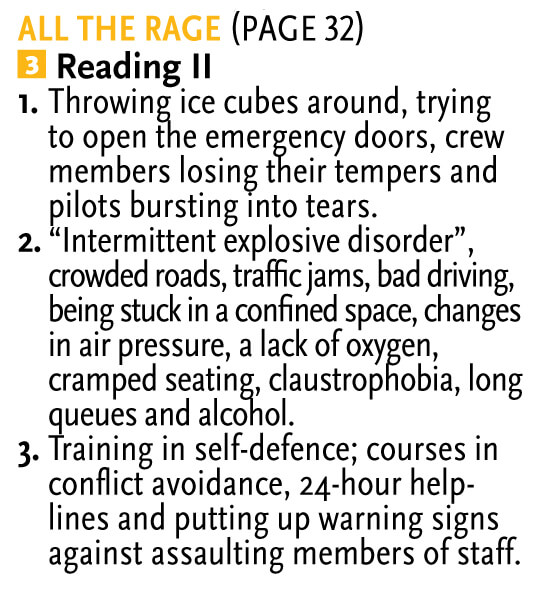 ALL THE RAGE (PAGE 32)
3 Reading II
1. Throwing ice cubes around, trying
to open the emergency doors, crew
members losing their tempers and
pilots bursting into tears.
2. “Intermittent explosive disorder”,
crowded roads, traffic jams, bad driving,
being stuck in a confined space, changes
in air pressure, a lack of oxygen,
cramped seating, claustrophobia, long
queues and alcohol.
3. Training in self-defence; courses in
conflict avoidance, 24-hour help-
lines and putting up warning signs
against assaulting members of staff.